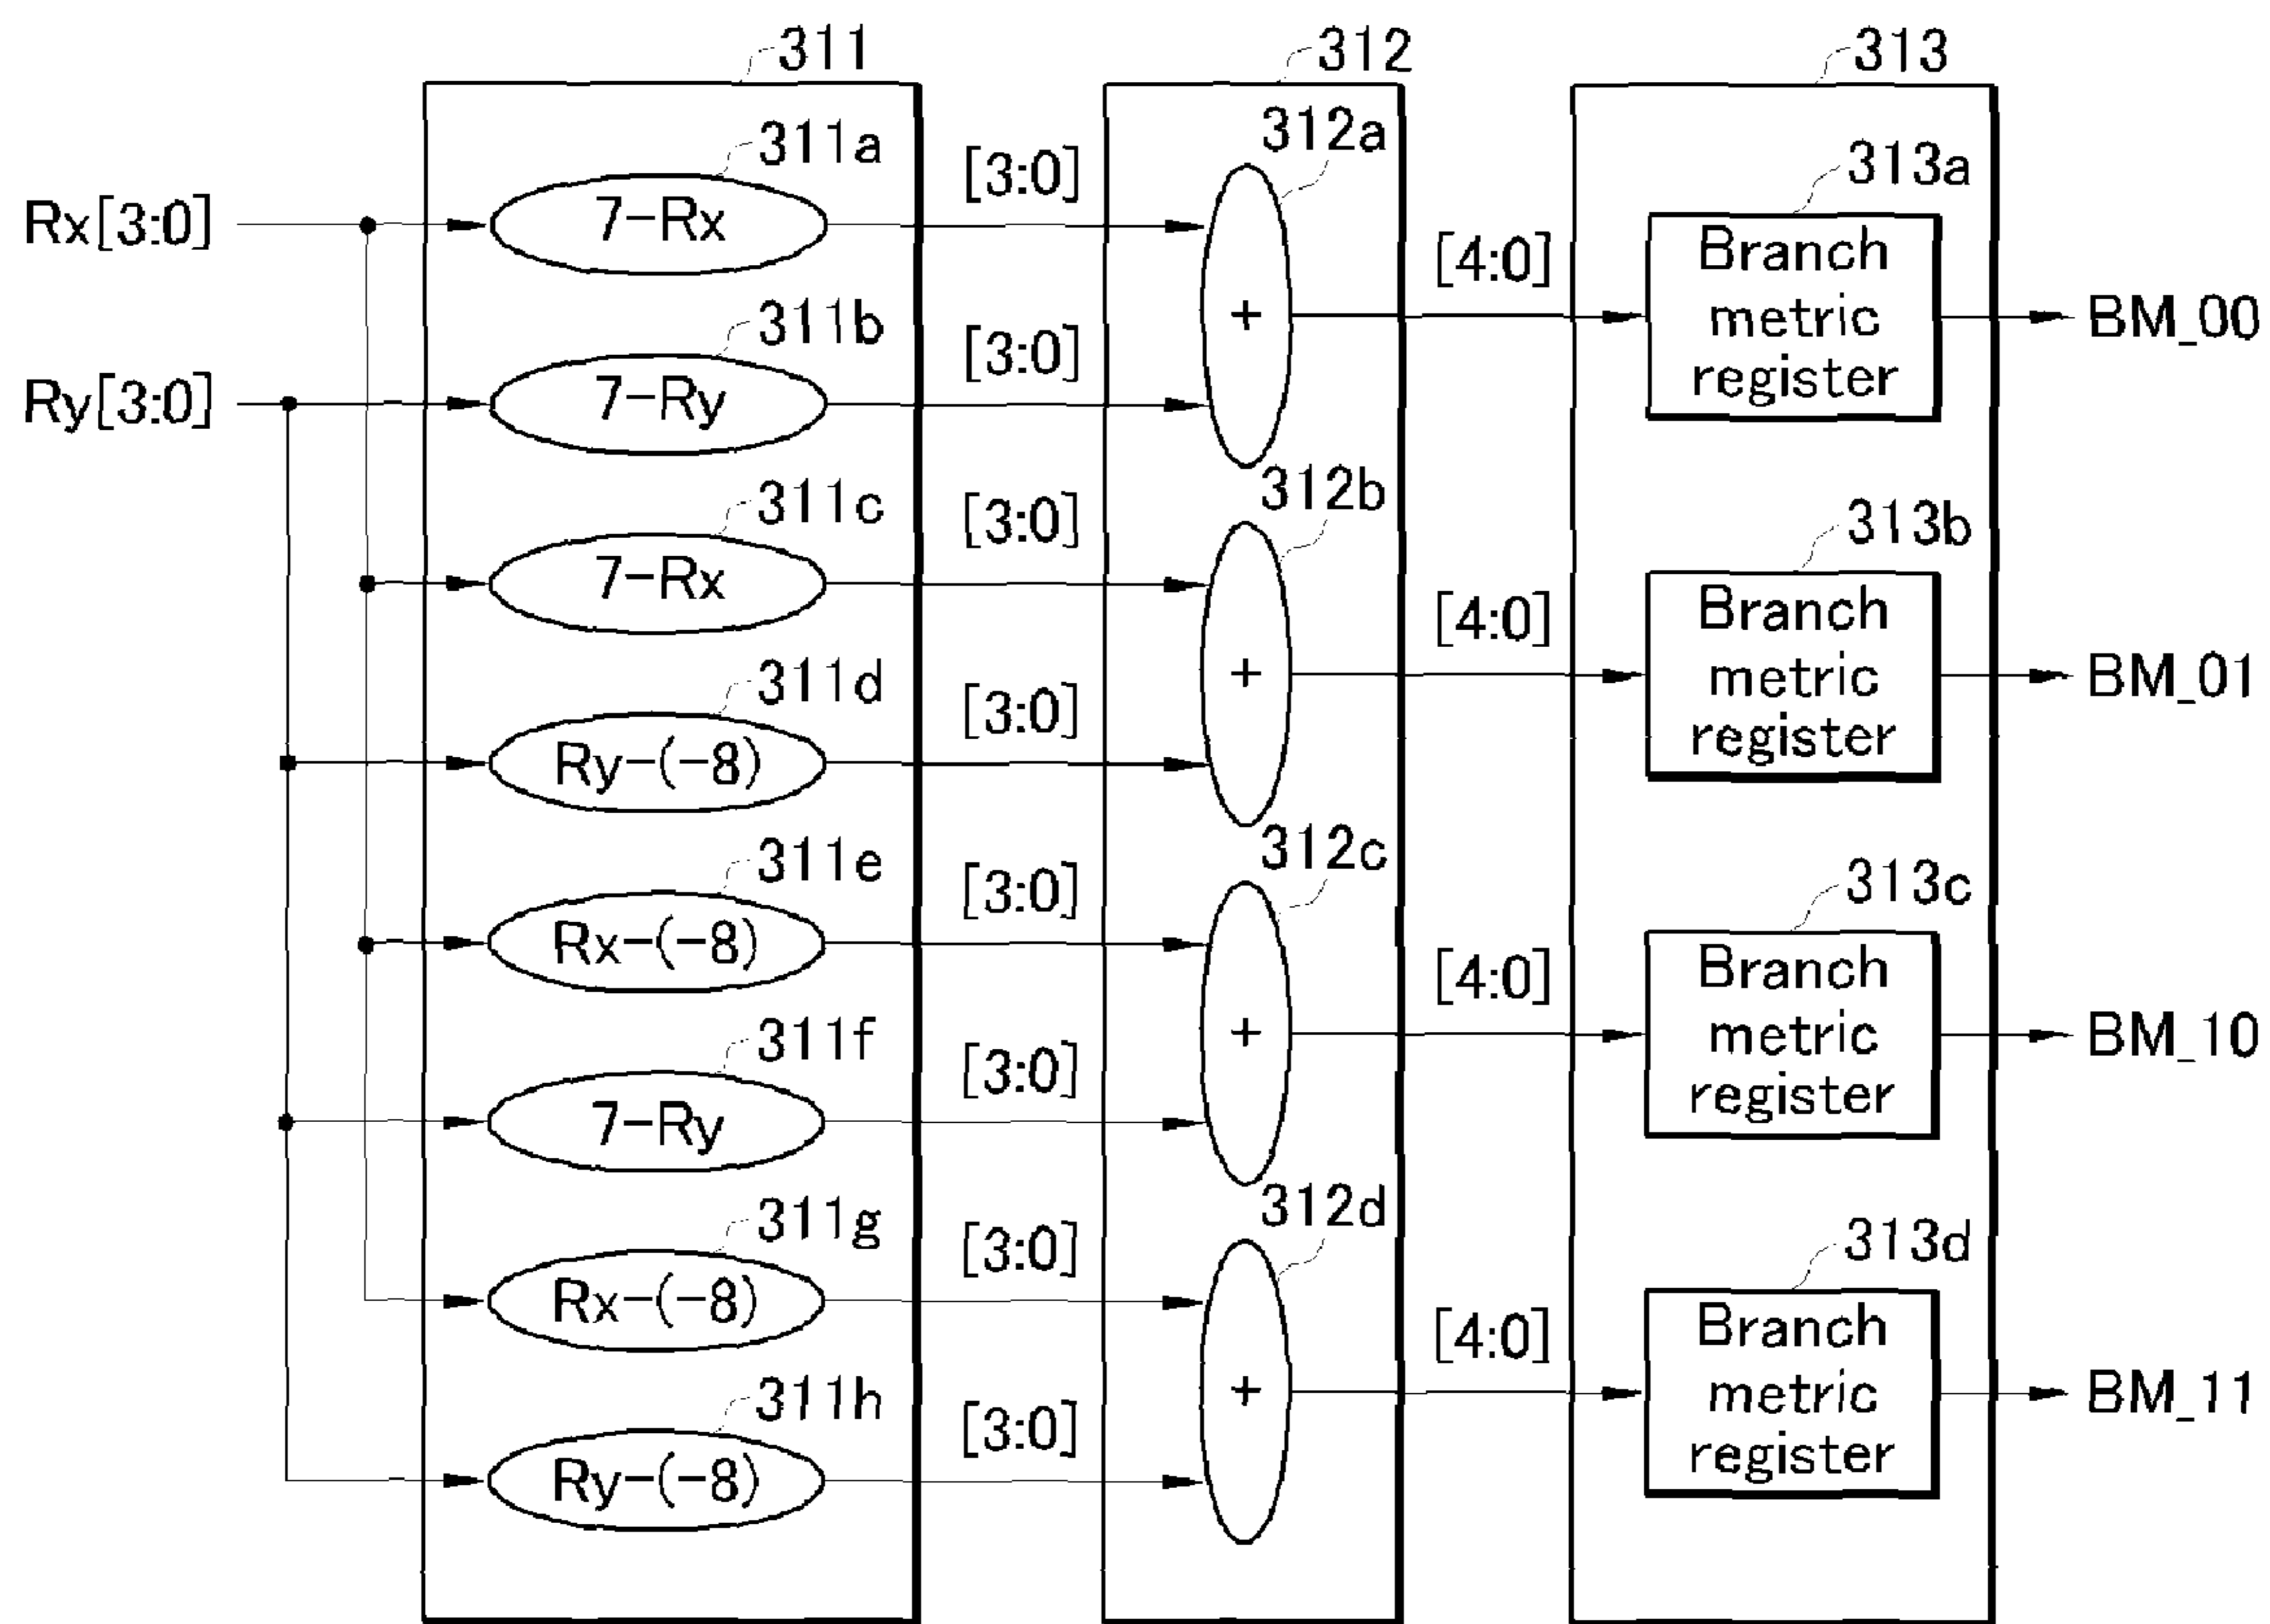 311
312
313
311a
[3:0]
312a
313a
Rx[3:0]
7-Rx
Branch
metric
register
[4:0]
BM_00
311b
[3:0]
+
Ry[3:0]
7-Ry
311c
[3:0]
312b
313b
7-Rx
Branch
metric
register
[4:0]
BM_01
311d
[3:0]
+
Ry-(-8)
311e
[3:0]
312c
313c
Rx-(-8)
Branch
metric
register
[4:0]
BM_10
311f
[3:0]
+
7-Ry
311g
[3:0]
312d
313d
Rx-(-8)
Branch
metric
register
[4:0]
BM_11
311h
[3:0]
+
Ry-(-8)